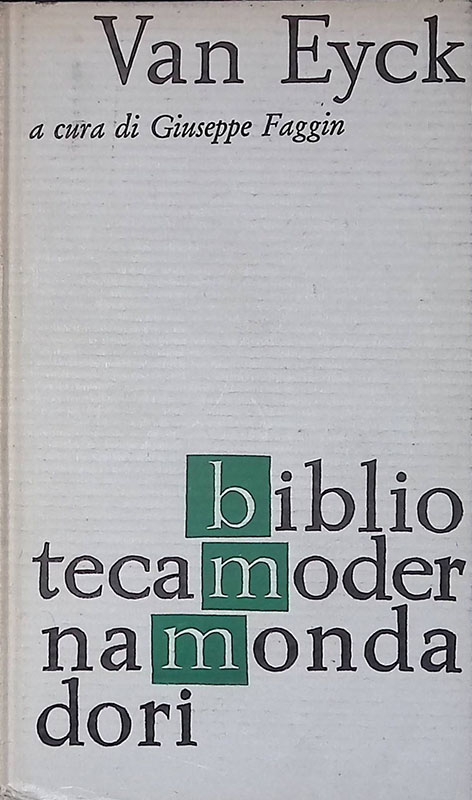 Van Eyck
a cura di Giuseppe Faggin
biblio
tecamoder
namonda
dori